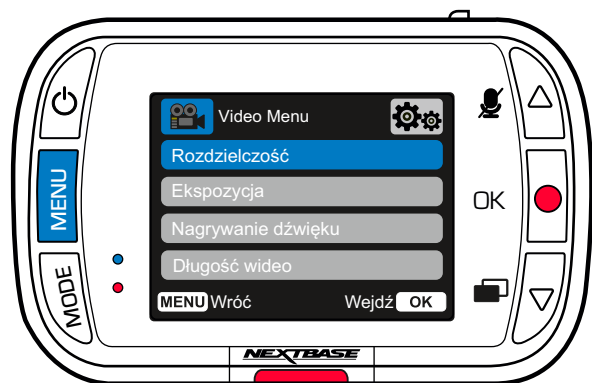 Video Menu
Rozdzielczość
MENU
Ekspozycja
OK
Nagrywanie dźwięku
Długość wideo
MODE
MENU Wróć Wejdź OK
NEXTBASE